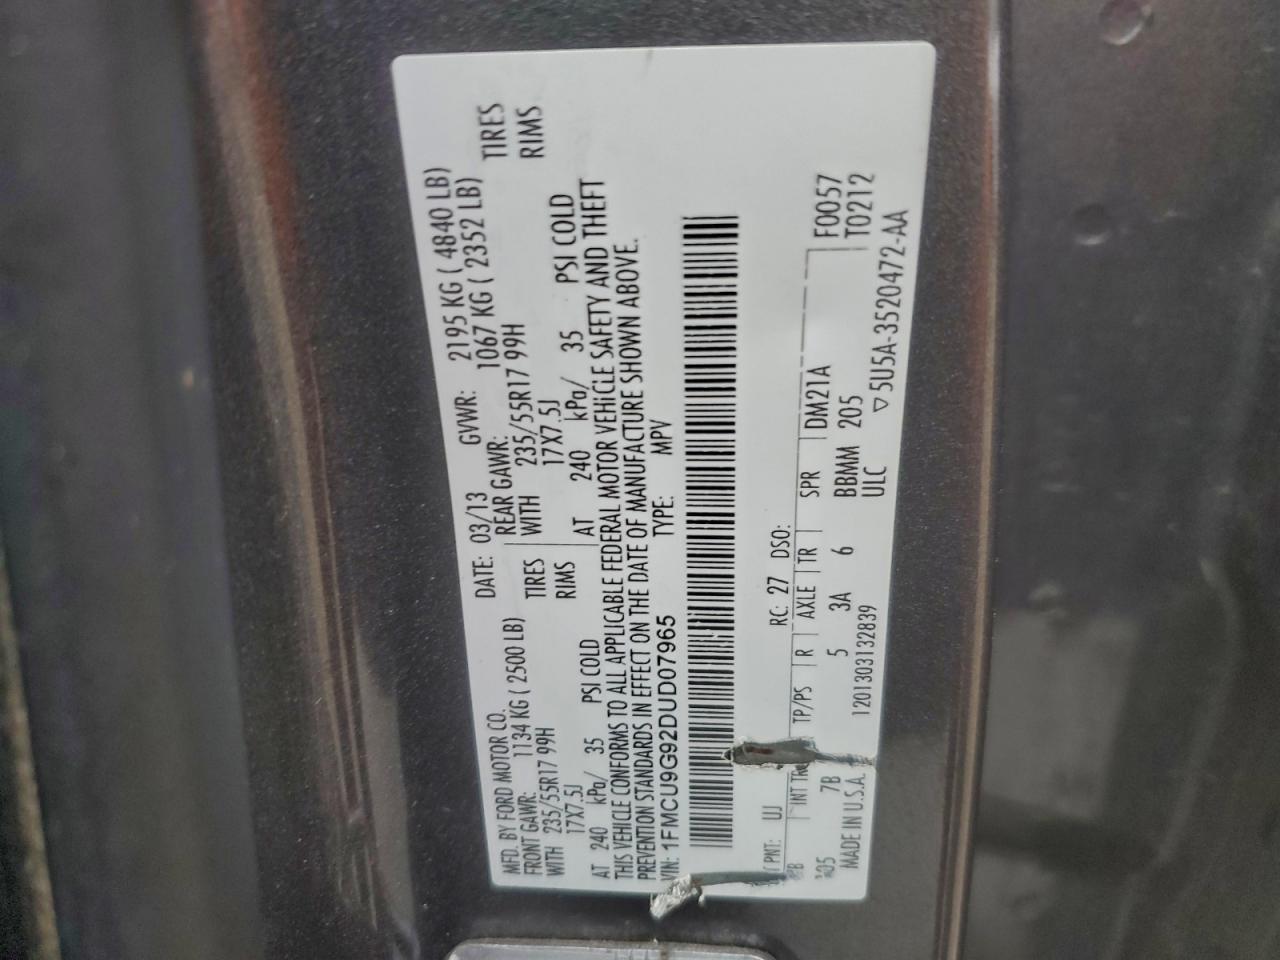 MFD. BY FORD MOTOR CO.
DATE: 03/13 GVWR: 2195 KG ( 4840 LB)
FRONT GAWR: 1134 KG ( 2500 LB) REAR GAWR: 1067 KG ( 2352 LB)
WITH 235/55R17 99H TIRES WITH 235/55R17 99H TIRES
17X7.5J RIMS 17X7.5J RIMS
AT 240 kPa/ 35 PSI COLD AT 240 kPa/ 35 PSI COLD
THIS VEHICLE CONFORMS TO ALL APPLICABLE FEDERAL MOTOR VEHICLE SAFETY AND THEFT
PREVENTION STANDARDS IN EFFECT ON THE DATE OF MANUFACTURE SHOWN ABOVE.
VIN: 1FMCU9G92DUD07965 TYPE: MPV
PNT: UJ RC: 27 DSO:
INT TP/PS R AXLE TR SPR DM21A F0057
7B 5 3A 6 BBMM 205 T0212
MADE IN U.S.A. 1201303132839 ULC
▽5U5A-3520472-AA